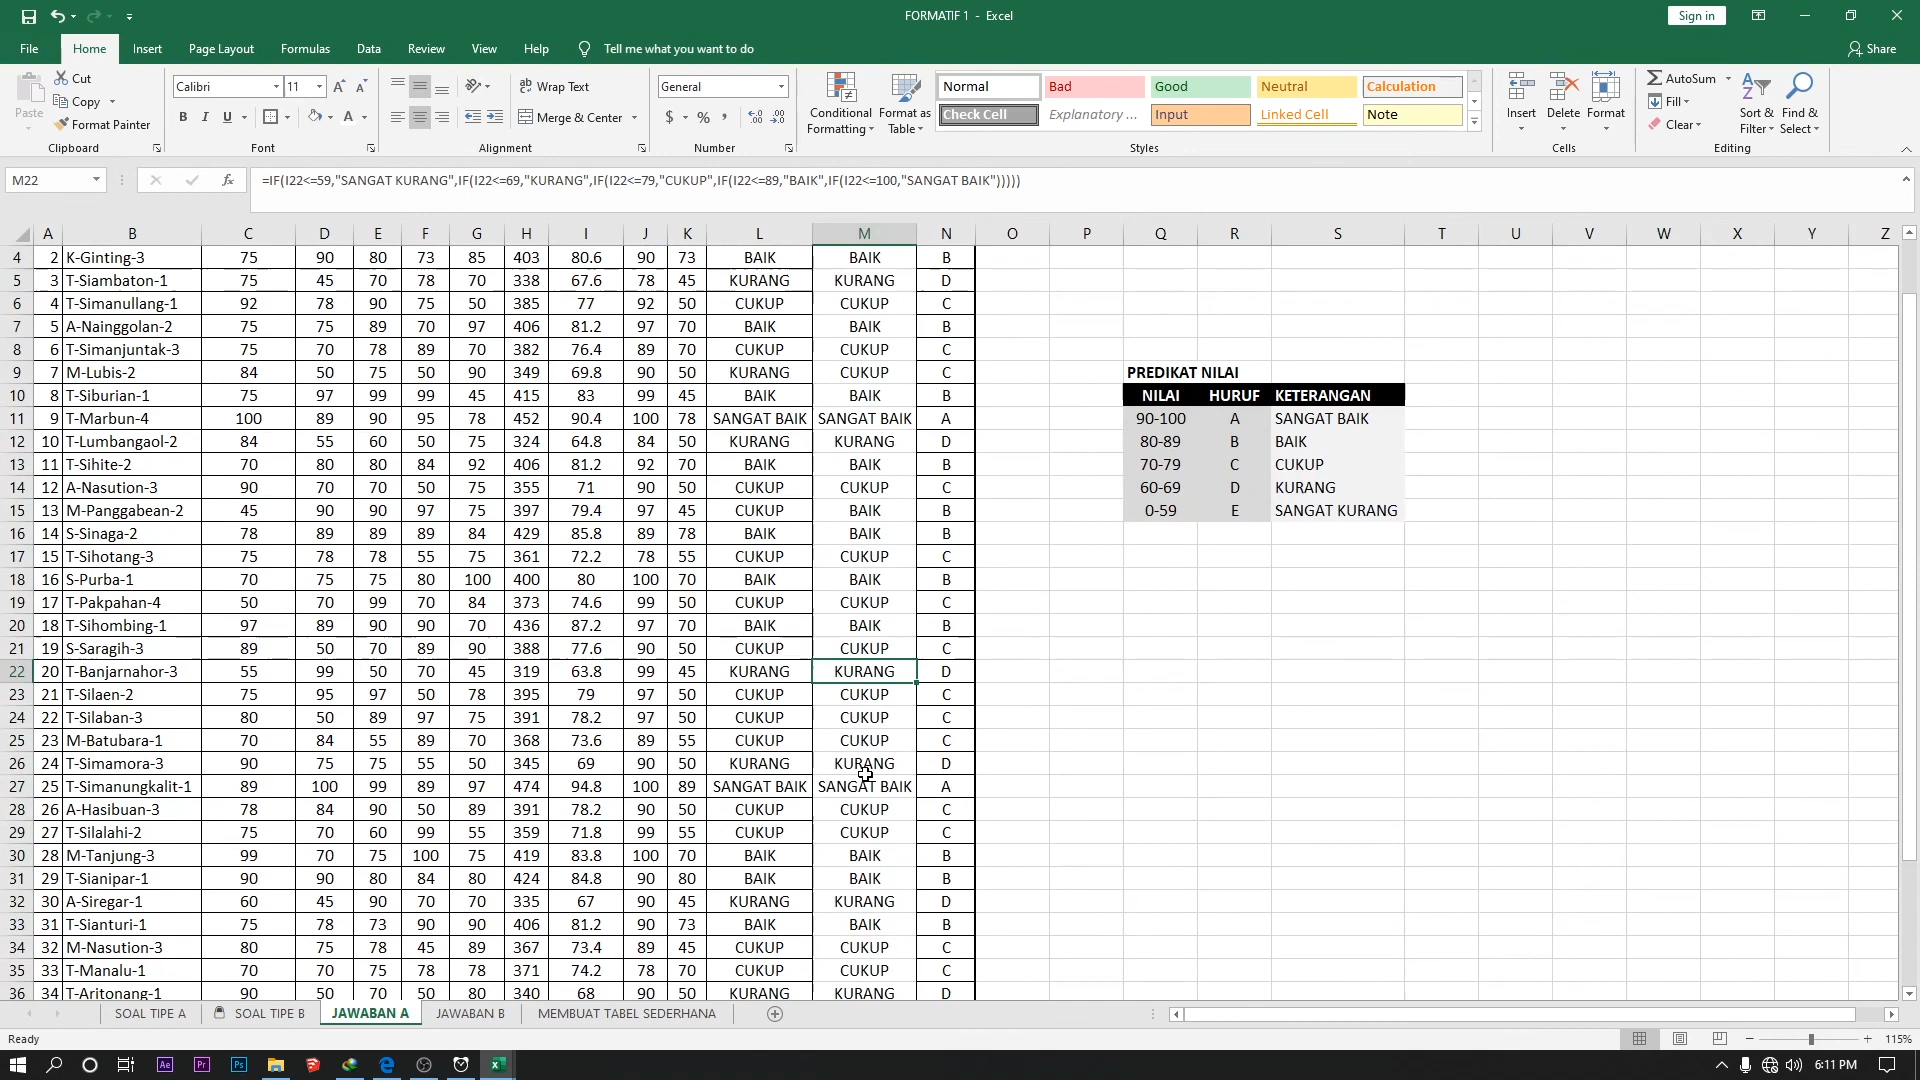 FORMATIF 1 - Excel
Sign in
File Home Insert Page Layout Formulas Data Review View Help Tell me what you want to do Share
Paste Cut Copy Format Painter Clipboard
Calibri 11 B I U A Font
Wrap Text Merge & Center Alignment
General $ % , Number
Conditional Formatting Format as Table
Normal Bad Good Neutral Calculation
Check Cell Explanatory ... Input Linked Cell Note
Styles
Insert Delete Format Cells
AutoSum Fill Clear Sort & Filter Find & Select Editing
M22 fx =IF(I22<=59,"SANGAT KURANG",IF(I22<=69,"KURANG",IF(I22<=79,"CUKUP",IF(I22<=89,"BAIK",IF(I22<=100,"SANGAT BAIK")))))
A B C D E F G H I J K L M N O P Q R S T U V W X Y Z
4 2 K-Ginting-3 75 90 80 73 85 403 80.6 90 73 BAIK BAIK B
5 3 T-Siambaton-1 75 45 70 78 70 338 67.6 78 45 KURANG KURANG D
6 4 T-Simanullang-1 92 78 90 75 50 385 77 92 50 CUKUP CUKUP C
7 5 A-Nainggolan-2 75 75 89 70 97 406 81.2 97 70 BAIK BAIK B
8 6 T-Simanjuntak-3 75 70 78 89 70 382 76.4 89 70 CUKUP CUKUP C
9 7 M-Lubis-2 84 50 75 50 90 349 69.8 90 50 KURANG CUKUP C PREDIKAT NILAI
10 8 T-Siburian-1 75 97 99 99 45 415 83 99 45 BAIK BAIK B NILAI HURUF KETERANGAN
11 9 T-Marbun-4 100 89 90 95 78 452 90.4 100 78 SANGAT BAIK SANGAT BAIK A 90-100 A SANGAT BAIK
12 10 T-Lumbangaol-2 84 55 60 50 75 324 64.8 84 50 KURANG KURANG D 80-89 B BAIK
13 11 T-Sihite-2 70 80 80 84 92 406 81.2 92 70 BAIK BAIK B 70-79 C CUKUP
14 12 A-Nasution-3 90 70 70 50 75 355 71 90 50 CUKUP CUKUP C 60-69 D KURANG
15 13 M-Panggabean-2 45 90 90 97 75 397 79.4 97 45 CUKUP BAIK B 0-59 E SANGAT KURANG
16 14 S-Sinaga-2 78 89 89 89 84 429 85.8 89 78 BAIK BAIK B
17 15 T-Sihotang-3 75 78 78 55 75 361 72.2 78 55 CUKUP CUKUP C
18 16 S-Purba-1 70 75 75 80 100 400 80 100 70 BAIK BAIK B
19 17 T-Pakpahan-4 50 70 99 70 84 373 74.6 99 50 CUKUP CUKUP C
20 18 T-Sihombing-1 97 89 90 90 70 436 87.2 97 70 BAIK BAIK B
21 19 S-Saragih-3 89 50 70 89 90 388 77.6 90 50 CUKUP CUKUP C
22 20 T-Banjarnahor-3 55 99 50 70 45 319 63.8 99 45 KURANG KURANG D
23 21 T-Silaen-2 75 95 97 50 78 395 79 97 50 CUKUP CUKUP C
24 22 T-Silaban-3 80 50 89 97 75 391 78.2 97 50 CUKUP CUKUP C
25 23 M-Batubara-1 70 84 55 89 70 368 73.6 89 55 CUKUP CUKUP C
26 24 T-Simamora-3 90 75 75 55 50 345 69 90 50 KURANG KURANG D
27 25 T-Simanungkalit-1 89 100 99 89 97 474 94.8 100 89 SANGAT BAIK SANGAT BAIK A
28 26 A-Hasibuan-3 78 84 90 50 89 391 78.2 90 50 CUKUP CUKUP C
29 27 T-Silalahi-2 75 70 60 99 55 359 71.8 99 55 CUKUP CUKUP C
30 28 M-Tanjung-3 99 70 75 100 75 419 83.8 100 70 BAIK BAIK B
31 29 T-Sianipar-1 90 90 80 84 80 424 84.8 90 80 BAIK BAIK B
32 30 A-Siregar-1 60 45 90 70 70 335 67 90 45 KURANG KURANG D
33 31 T-Sianturi-1 75 78 73 90 90 406 81.2 90 73 BAIK BAIK B
34 32 M-Nasution-3 80 75 78 45 89 367 73.4 89 45 CUKUP CUKUP C
35 33 T-Manalu-1 70 70 75 78 78 371 74.2 78 70 CUKUP CUKUP C
36 34 T-Aritonang-1 90 50 70 50 80 340 68 90 50 KURANG KURANG D
SOAL TIPE A SOAL TIPE B JAWABAN A JAWABAN B MEMBUAT TABEL SEDERHANA
Ready 115%
Ae Pr Ps 6:11 PM